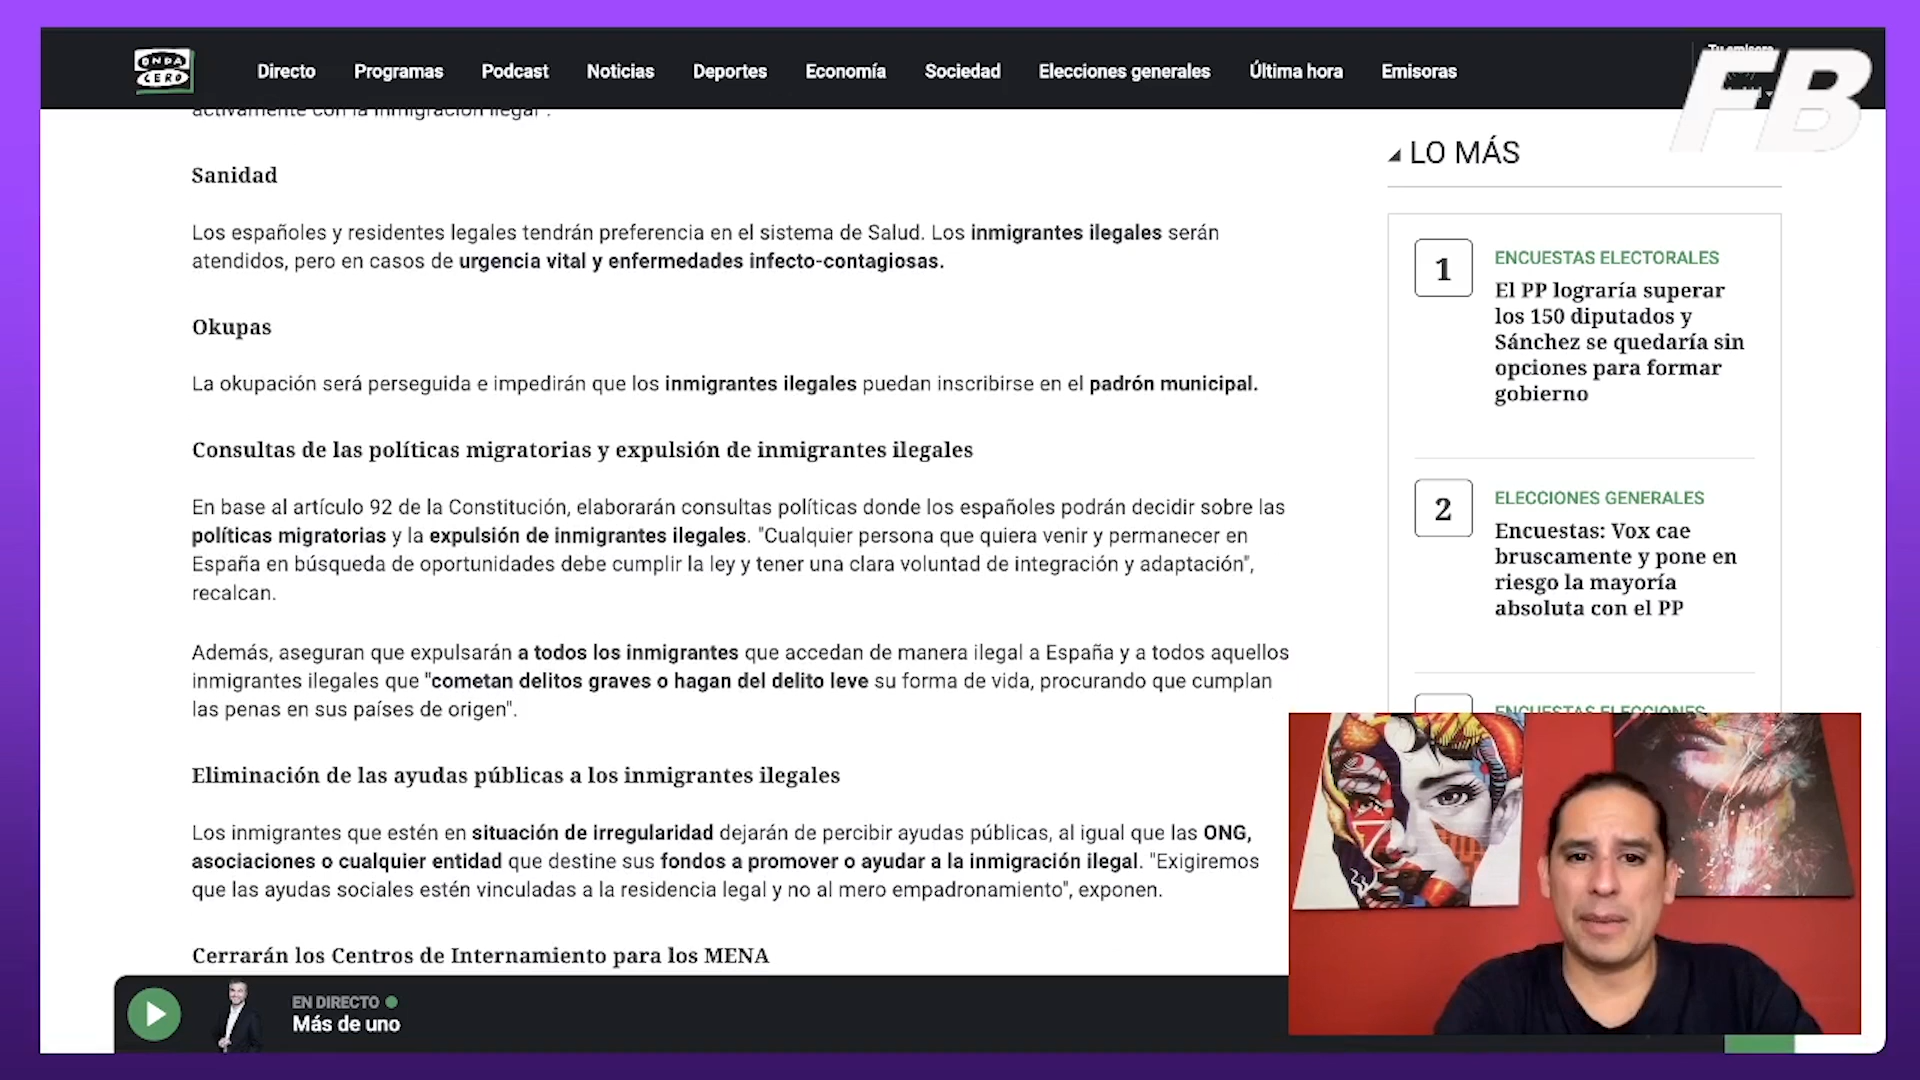 ONDA
CERO
Directo
Programas
Podcast
Noticias
Deportes
Economía
Sociedad
Elecciones generales
Última hora
Emisoras
Tu emisora
FB
activamente con la inmigración ilegal".
Sanidad
Los españoles y residentes legales tendrán preferencia en el sistema de Salud. Los inmigrantes ilegales serán
atendidos, pero en casos de urgencia vital y enfermedades infecto-contagiosas.
Okupas
La okupación será perseguida e impedirán que los inmigrantes ilegales puedan inscribirse en el padrón municipal.
Consultas de las políticas migratorias y expulsión de inmigrantes ilegales
En base al artículo 92 de la Constitución, elaborarán consultas políticas donde los españoles podrán decidir sobre las
políticas migratorias y la expulsión de inmigrantes ilegales. "Cualquier persona que quiera venir y permanecer en
España en búsqueda de oportunidades debe cumplir la ley y tener una clara voluntad de integración y adaptación",
recalcan.
Además, aseguran que expulsarán a todos los inmigrantes que accedan de manera ilegal a España y a todos aquellos
inmigrantes ilegales que "cometan delitos graves o hagan del delito leve su forma de vida, procurando que cumplan
las penas en sus países de origen".
Eliminación de las ayudas públicas a los inmigrantes ilegales
Los inmigrantes que estén en situación de irregularidad dejarán de percibir ayudas públicas, al igual que las ONG,
asociaciones o cualquier entidad que destine sus fondos a promover o ayudar a la inmigración ilegal. "Exigiremos
que las ayudas sociales estén vinculadas a la residencia legal y no al mero empadronamiento", exponen.
Cerrarán los Centros de Internamiento para los MENA
LO MÁS
1
ENCUESTAS ELECTORALES
El PP lograría superar
los 150 diputados y
Sánchez se quedaría sin
opciones para formar
gobierno
2
ELECCIONES GENERALES
Encuestas: Vox cae
bruscamente y pone en
riesgo la mayoría
absoluta con el PP
ENCUESTAS ELECCIONES
EN DIRECTO
Más de uno